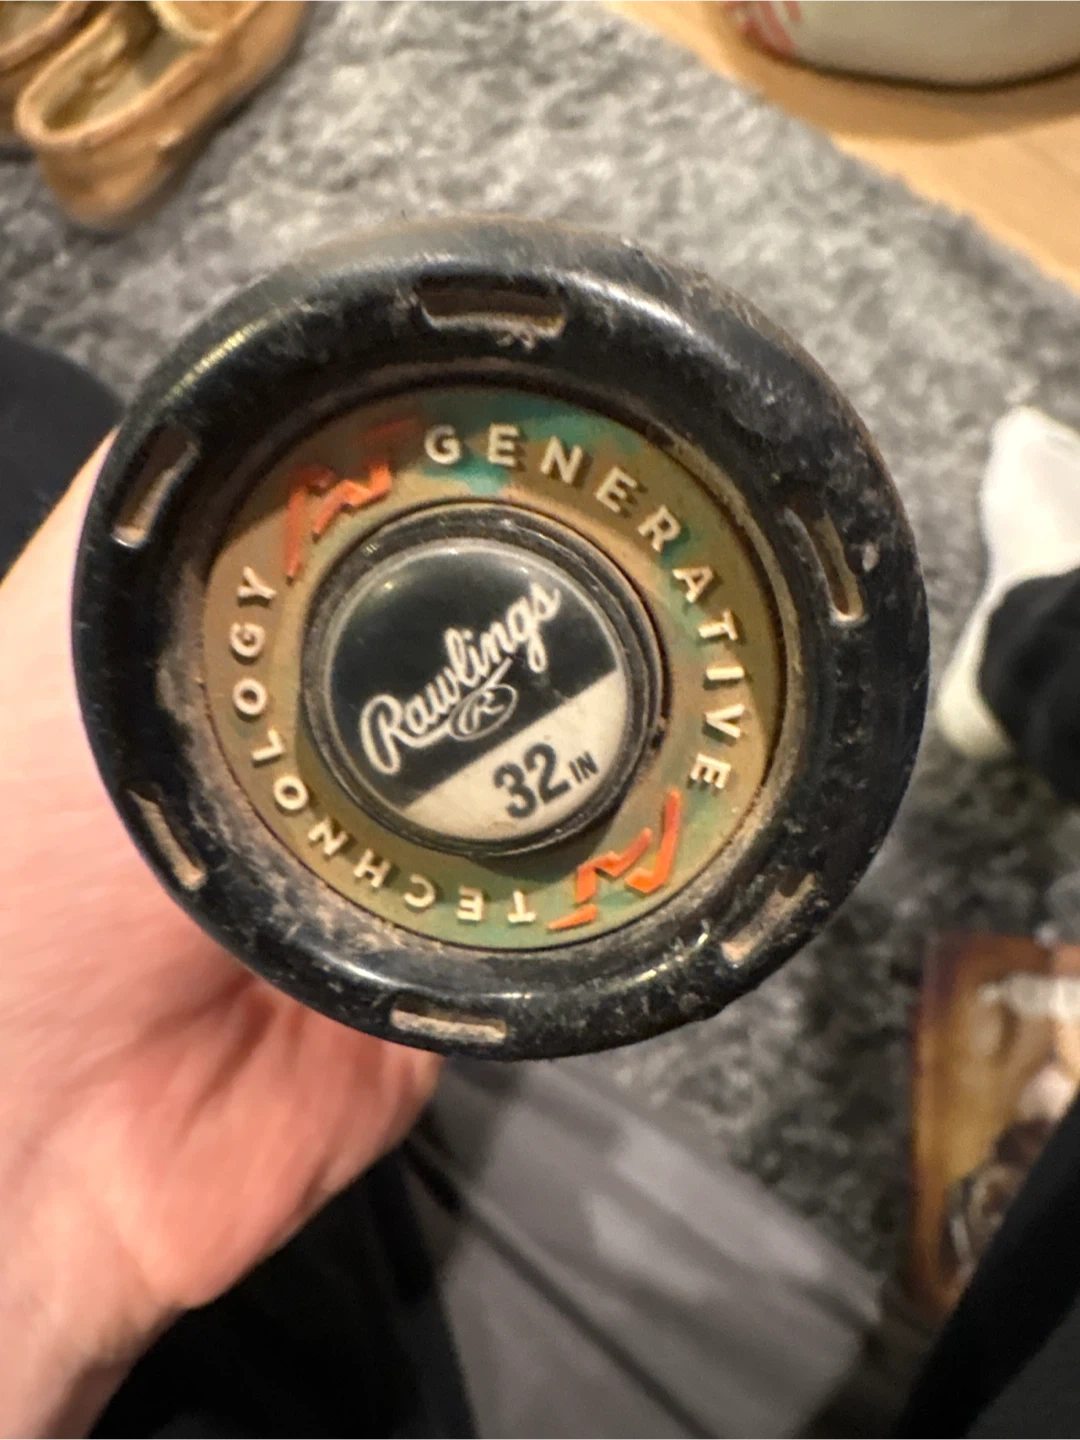 GENERATIVE
TECHNOLOGY
Rawlings
R
32 IN